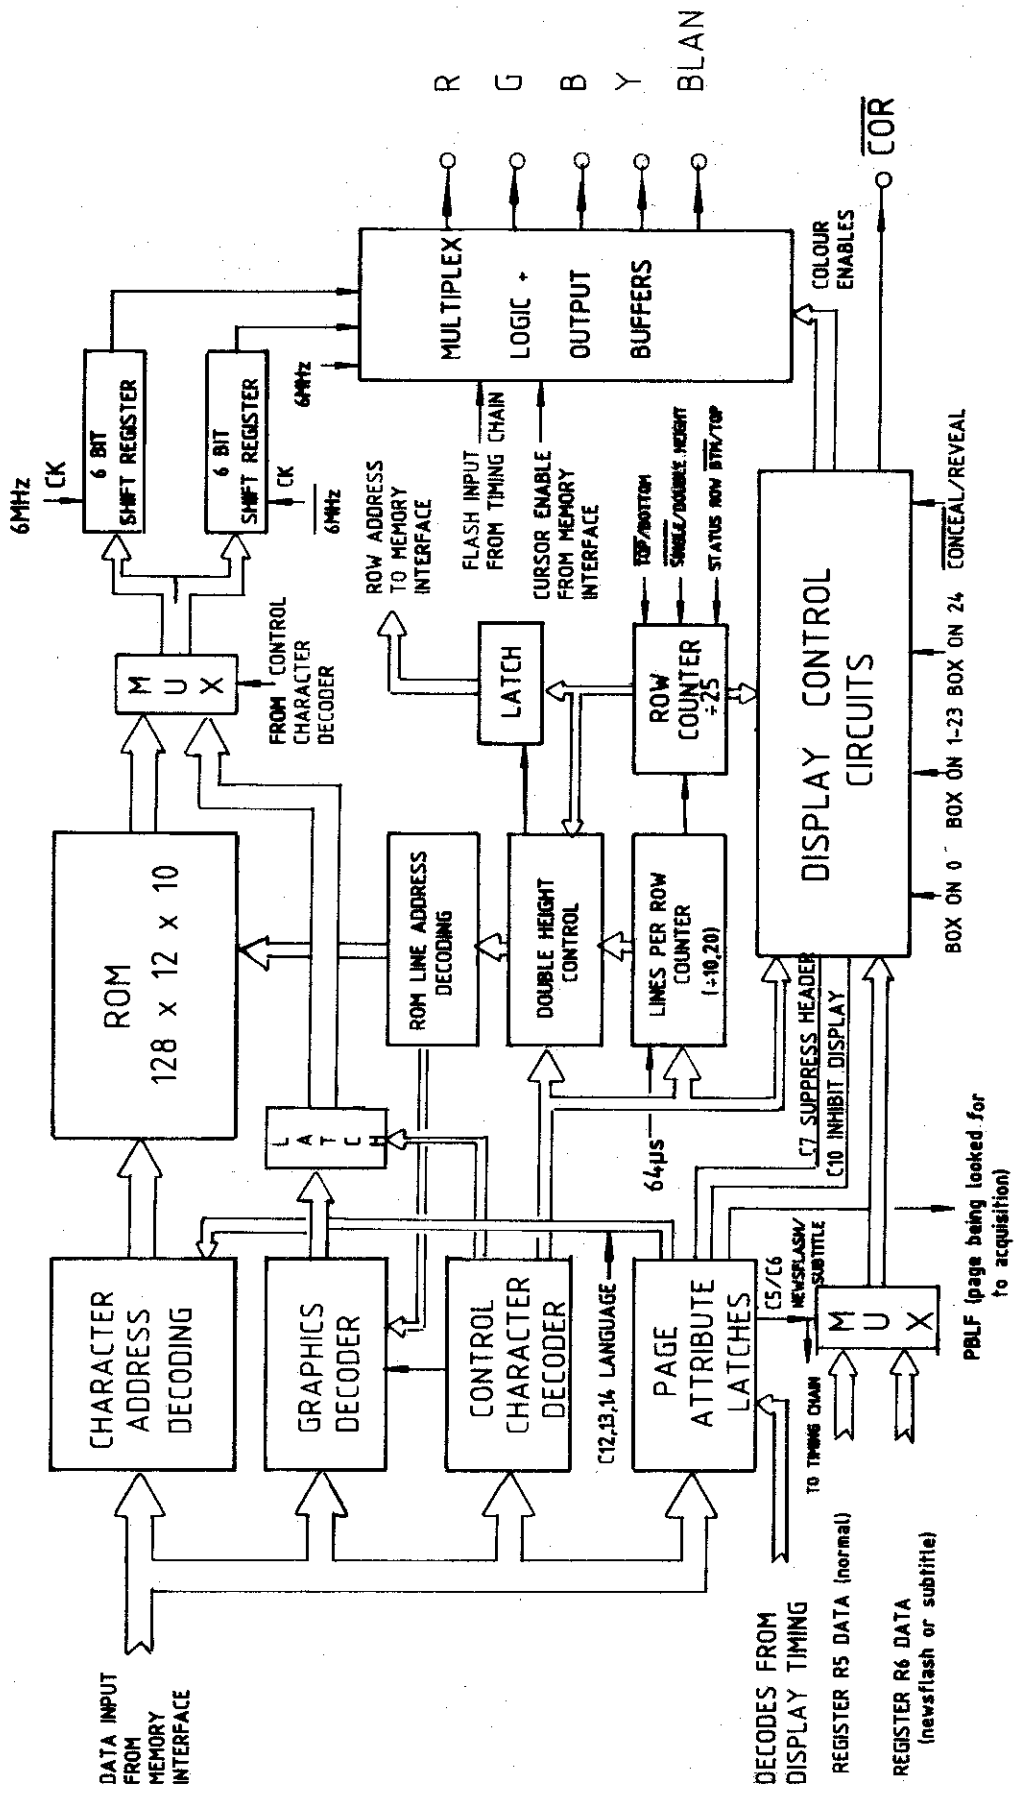 DATA INPUT
FROM
MEMORY
INTERFACE
CHARACTER
ADDRESS
DECODING
ROM
128 x 12 x 10
M
U
X
FROM CONTROL
CHARACTER
DECODER
6MHz
CK
6 BIT
SHIFT REGISTER
6 BIT
SHIFT REGISTER
CK
6MHz
6MHz
GRAPHICS
DECODER
L
A
T
C
H
ROM LINE ADDRESS
DECODING
ROW ADDRESS
TO MEMORY
INTERFACE
MULTIPLEX
LOGIC +
OUTPUT
BUFFERS
R
G
B
Y
BLAN
CONTROL
CHARACTER
DECODER
DOUBLE HEIGHT
CONTROL
LATCH
FLASH INPUT
FROM TIMING CHAIN
CURSOR ENABLE
FROM MEMORY
INTERFACE
C12,13,14 LANGUAGE
64µs
LINES PER ROW
COUNTER
(÷10,20)
ROW
COUNTER
÷25
TOP/BOTTOM
SINGLE/DOUBLE HEIGHT
STATUS ROW BTM/TOP
PAGE
ATTRIBUTE
LATCHES
C7 SUPPRESS HEADER
C10 INHIBIT DISPLAY
DISPLAY CONTROL
CIRCUITS
COLOUR
ENABLES
COR
DECODES FROM
DISPLAY TIMING
TO TIMING CHAIN
C5/C6
NEWSFLASH/
SUBTITLE
REGISTER R5 DATA (normal)
REGISTER R6 DATA
(newsflash or subtitle)
M
U
X
PBLF (page being looked for
to acquisition)
BOX ON 0
BOX ON 1-23
BOX ON 24
CONCEAL/REVEAL